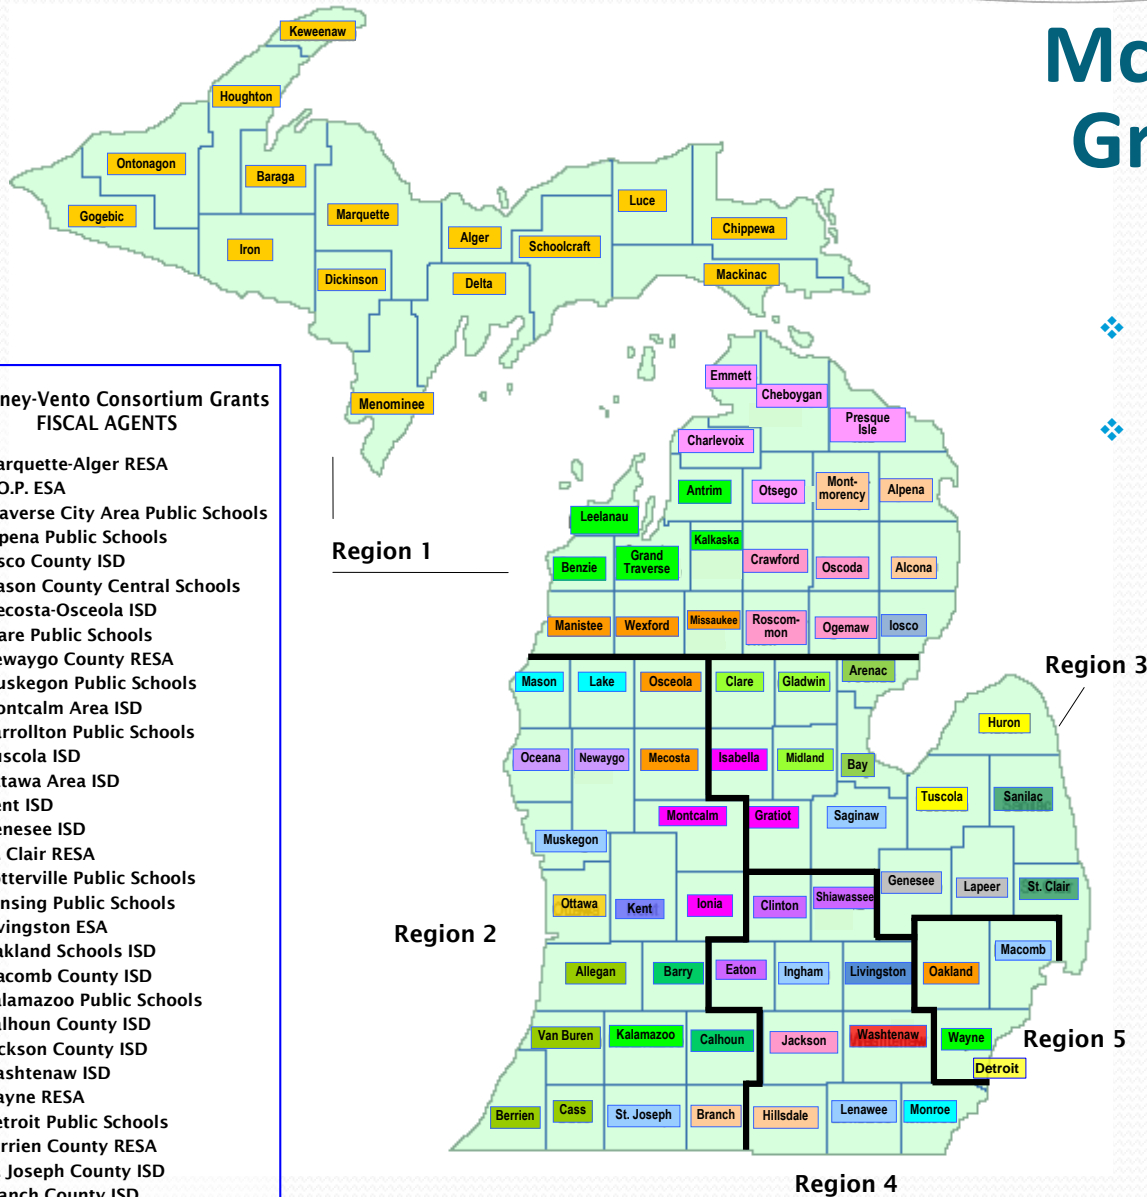 Mc
Gr
Keweenaw
Houghton
Ontonagon
Baraga
Gogebic
Marquette
Iron
Alger
Schoolcraft
Luce
Chippewa
Dickinson
Delta
Mackinac
Menominee
Emmett
Cheboygan
Presque
Isle
Charlevoix
Antrim
Otsego
Mont-
morency
Alpena
Leelanau
Kalkaska
Benzie
Grand
Traverse
Crawford
Oscoda
Alcona
Manistee
Wexford
Missaukee
Roscom-
mon
Ogemaw
Iosco
Region 1
ney-Vento Consortium Grants
FISCAL AGENTS
arquette-Alger RESA
O.P. ESA
averse City Area Public Schools
pena Public Schools
sco County ISD
ason County Central Schools
ecosta-Osceola ISD
are Public Schools
ewaygo County RESA
uskegon Public Schools
ontcalm Area ISD
arrollton Public Schools
uscola ISD
ttawa Area ISD
ent ISD
enesee ISD
. Clair RESA
otterville Public Schools
nsing Public Schools
vingston ESA
akland Schools ISD
acomb County ISD
alamazoo Public Schools
alhoun County ISD
ckson County ISD
ashtenaw ISD
ayne RESA
etroit Public Schools
rrien County RESA
. Joseph County ISD
anch County ISD
Mason
Lake
Osceola
Clare
Gladwin
Arenac
Region 3
Huron
Oceana
Newaygo
Mecosta
Isabella
Midland
Bay
Tuscola
Sanilac
Montcalm
Gratiot
Saginaw
Muskegon
Ottawa
Kent
Ionia
Clinton
Shiawassee
Genesee
Lapeer
St. Clair
Region 2
Allegan
Barry
Eaton
Ingham
Livingston
Oakland
Macomb
Van Buren
Kalamazoo
Calhoun
Jackson
Washtenaw
Wayne
Region 5
Detroit
Berrien
Cass
St. Joseph
Branch
Hillsdale
Lenawee
Monroe
Region 4